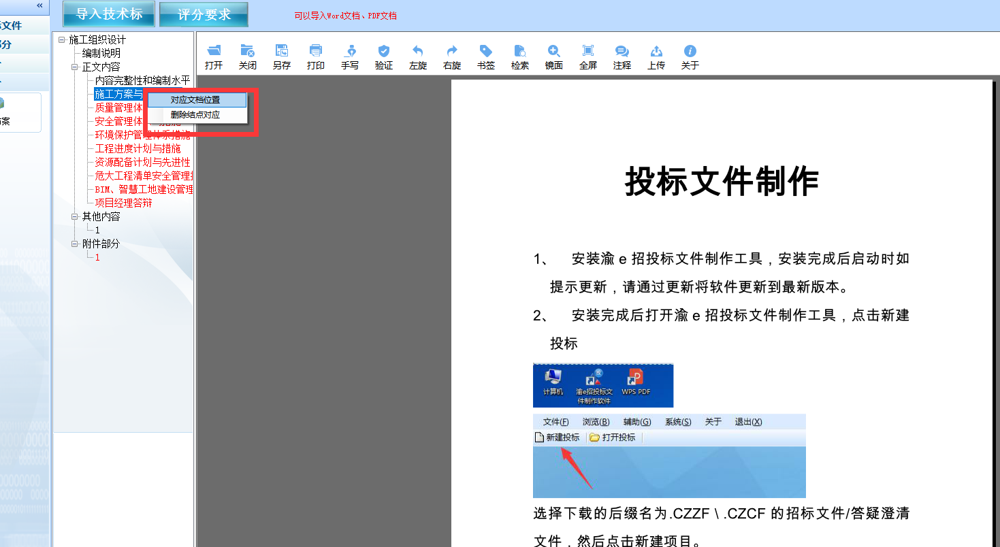 «
导入技术标
评分要求
可以导入Word文档、PDF文档
文件
分
案
施工组织设计
编制说明
正文内容
内容完整性和编制水平
施工方案与
质量管理体
安全管理体
环境保护管理体系措施
工程进度计划与措施
资源配备计划与先进性
危大工程清单安全管理
BIM、智慧工地建设管理
项目经理答辩
其他内容
1
附件部分
1
对应文档位置
删除结点对应
打开 关闭 另存 打印 手写 验证 左旋 右旋 书签 检索 镜面 全屏 注释 上传 关于
投标文件制作
1、 安装渝 e 招投标文件制作工具，安装完成后启动时如
提示更新，请通过更新将软件更新到最新版本。
2、 安装完成后打开渝 e 招投标文件制作工具，点击新建
投标
计算机 渝e招投标文 WPS PDF
件制作软件
文件(F) 浏览(B) 辅助(G) 系统(S) 关于 退出(X)
新建投标 打开投标
选择下载的后缀名为.CZZF \ .CZCF 的招标文件/答疑澄清
文件，然后点击新建项目。